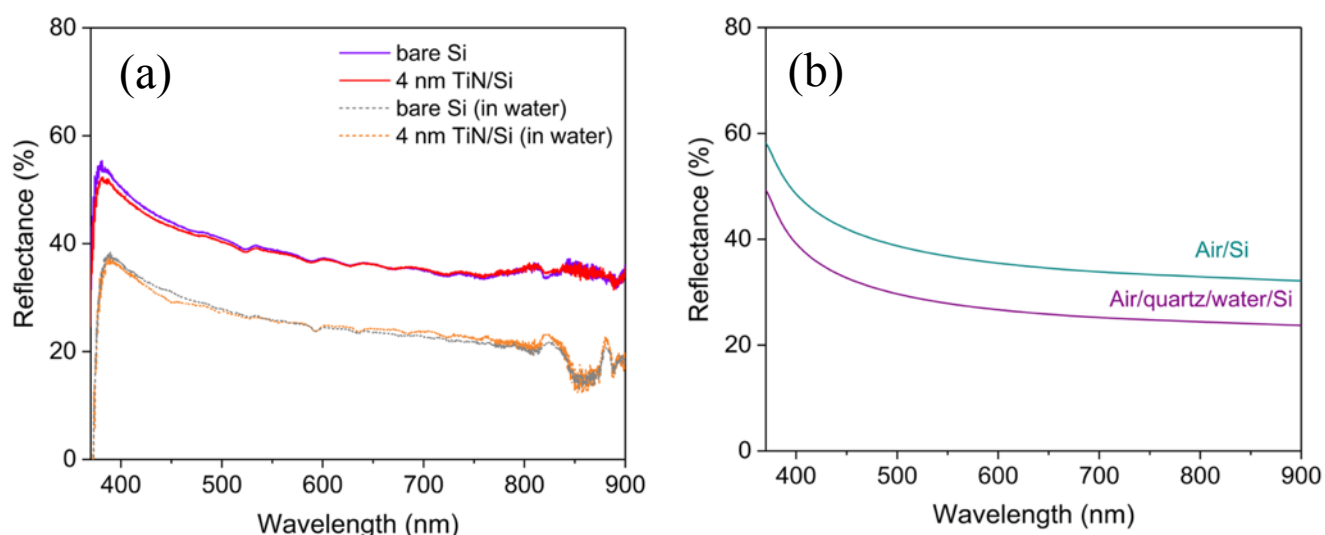 (a)
bare Si
4 nm TiN/Si
bare Si (in water)
4 nm TiN/Si (in water)
Reflectance (%)
80
60
40
20
0
400 500 600 700 800 900
Wavelength (nm)
(b)
Air/Si
Air/quartz/water/Si
Reflectance (%)
80
60
40
20
0
400 500 600 700 800 900
Wavelength (nm)